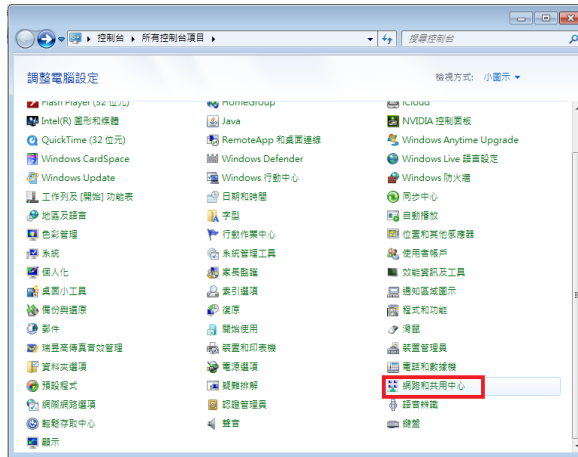 控制台 ▸ 所有控制台項目 ▸
搜尋控制台
調整電腦設定
檢視方式: 小圖示
Flash Player (32 位元) HomeGroup iCloud
Intel(R) 圖形和媒體 Java NVIDIA 控制面板
QuickTime (32 位元) RemoteApp 和桌面連線 Windows Anytime Upgrade
Windows CardSpace Windows Defender Windows Live 語言設定
Windows Update Windows 行動中心 Windows 防火牆
工作列及 [開始] 功能表 日期和時間 同步中心
地區及語言 字型 自動播放
色彩管理 行動作業中心 位置和其他感應器
系統 系統管理工具 使用者帳戶
個人化 家長監護 效能資訊及工具
桌面小工具 索引選項 通知區域圖示
備份與還原 復原 程式和功能
郵件 開始使用 滑鼠
瑞昱高傳真音效管理 裝置和印表機 裝置管理員
資料夾選項 電源選項 電話和數據機
預設程式 疑難排解 網路和共用中心
網際網路選項 認證管理員 語音辨識
輕鬆存取中心 聲音 鍵盤
顯示